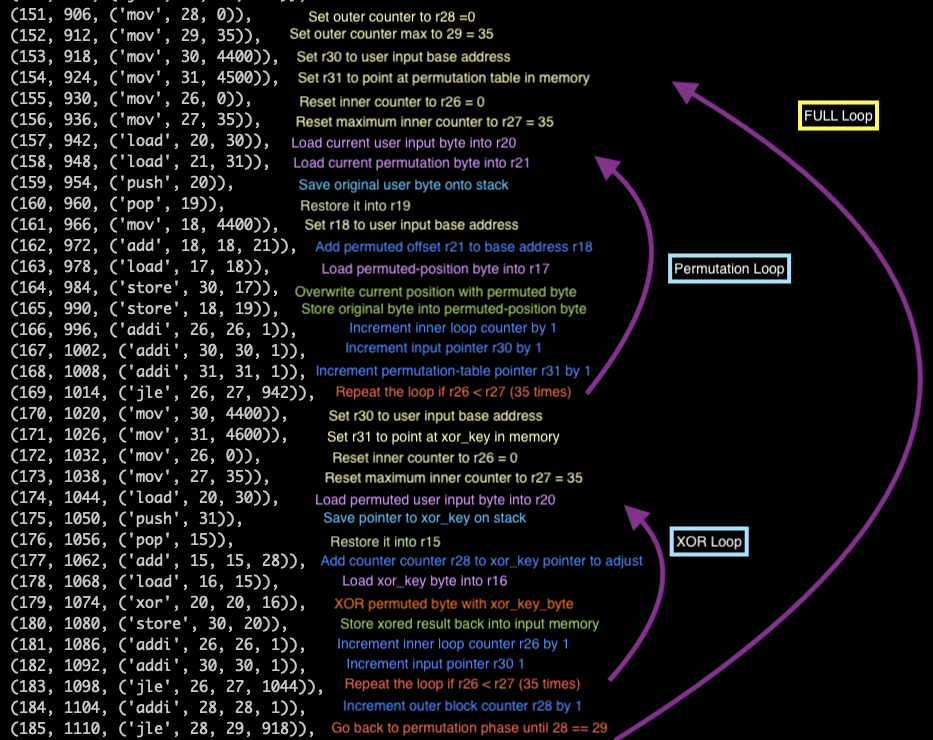 (151, 906, ('mov', 28, 0)), Set outer counter to r28 =0
(152, 912, ('mov', 29, 35)), Set outer counter max to 29 = 35
(153, 918, ('mov', 30, 4400)), Set r30 to user input base address
(154, 924, ('mov', 31, 4500)), Set r31 to point at permutation table in memory
(155, 930, ('mov', 26, 0)), Reset inner counter to r26 = 0
FULL Loop
(156, 936, ('mov', 27, 35)), Reset maximum inner counter to r27 = 35
(157, 942, ('load', 20, 30)), Load current user input byte into r20
(158, 948, ('load', 21, 31)), Load current permutation byte into r21
(159, 954, ('push', 20)), Save original user byte onto stack
(160, 960, ('pop', 19)), Restore it into r19
(161, 966, ('mov', 18, 4400)), Set r18 to user input base address
(162, 972, ('add', 18, 18, 21)), Add permuted offset r21 to base address r18
(163, 978, ('load', 17, 18)), Load permuted-position byte into r17
Permutation Loop
(164, 984, ('store', 30, 17)), Overwrite current position with permuted byte
(165, 990, ('store', 18, 19)), Store original byte into permuted-position byte
(166, 996, ('addi', 26, 26, 1)), Increment inner loop counter by 1
(167, 1002, ('addi', 30, 30, 1)), Increment input pointer r30 by 1
(168, 1008, ('addi', 31, 31, 1)), Increment permutation-table pointer r31 by 1
(169, 1014, ('jle', 26, 27, 942)), Repeat the loop if r26 < r27 (35 times)
(170, 1020, ('mov', 30, 4400)), Set r30 to user input base address
(171, 1026, ('mov', 31, 4600)), Set r31 to point at xor_key in memory
(172, 1032, ('mov', 26, 0)), Reset inner counter to r26 = 0
(173, 1038, ('mov', 27, 35)), Reset maximum inner counter to r27 = 35
(174, 1044, ('load', 20, 30)), Load permuted user input byte into r20
(175, 1050, ('push', 31)), Save pointer to xor_key on stack
(176, 1056, ('pop', 15)), Restore it into r15
XOR Loop
(177, 1062, ('add', 15, 15, 28)), Add counter counter r28 to xor_key pointer to adjust
(178, 1068, ('load', 16, 15)), Load xor_key byte into r16
(179, 1074, ('xor', 20, 20, 16)), XOR permuted byte with xor_key_byte
(180, 1080, ('store', 30, 20)), Store xored result back into input memory
(181, 1086, ('addi', 26, 26, 1)), Increment inner loop counter r26 by 1
(182, 1092, ('addi', 30, 30, 1)), Increment input pointer r30 1
(183, 1098, ('jle', 26, 27, 1044)), Repeat the loop if r26 < r27 (35 times)
(184, 1104, ('addi', 28, 28, 1)), Increment outer block counter r28 by 1
(185, 1110, ('jle', 28, 29, 918)), Go back to permutation phase until 28 == 29